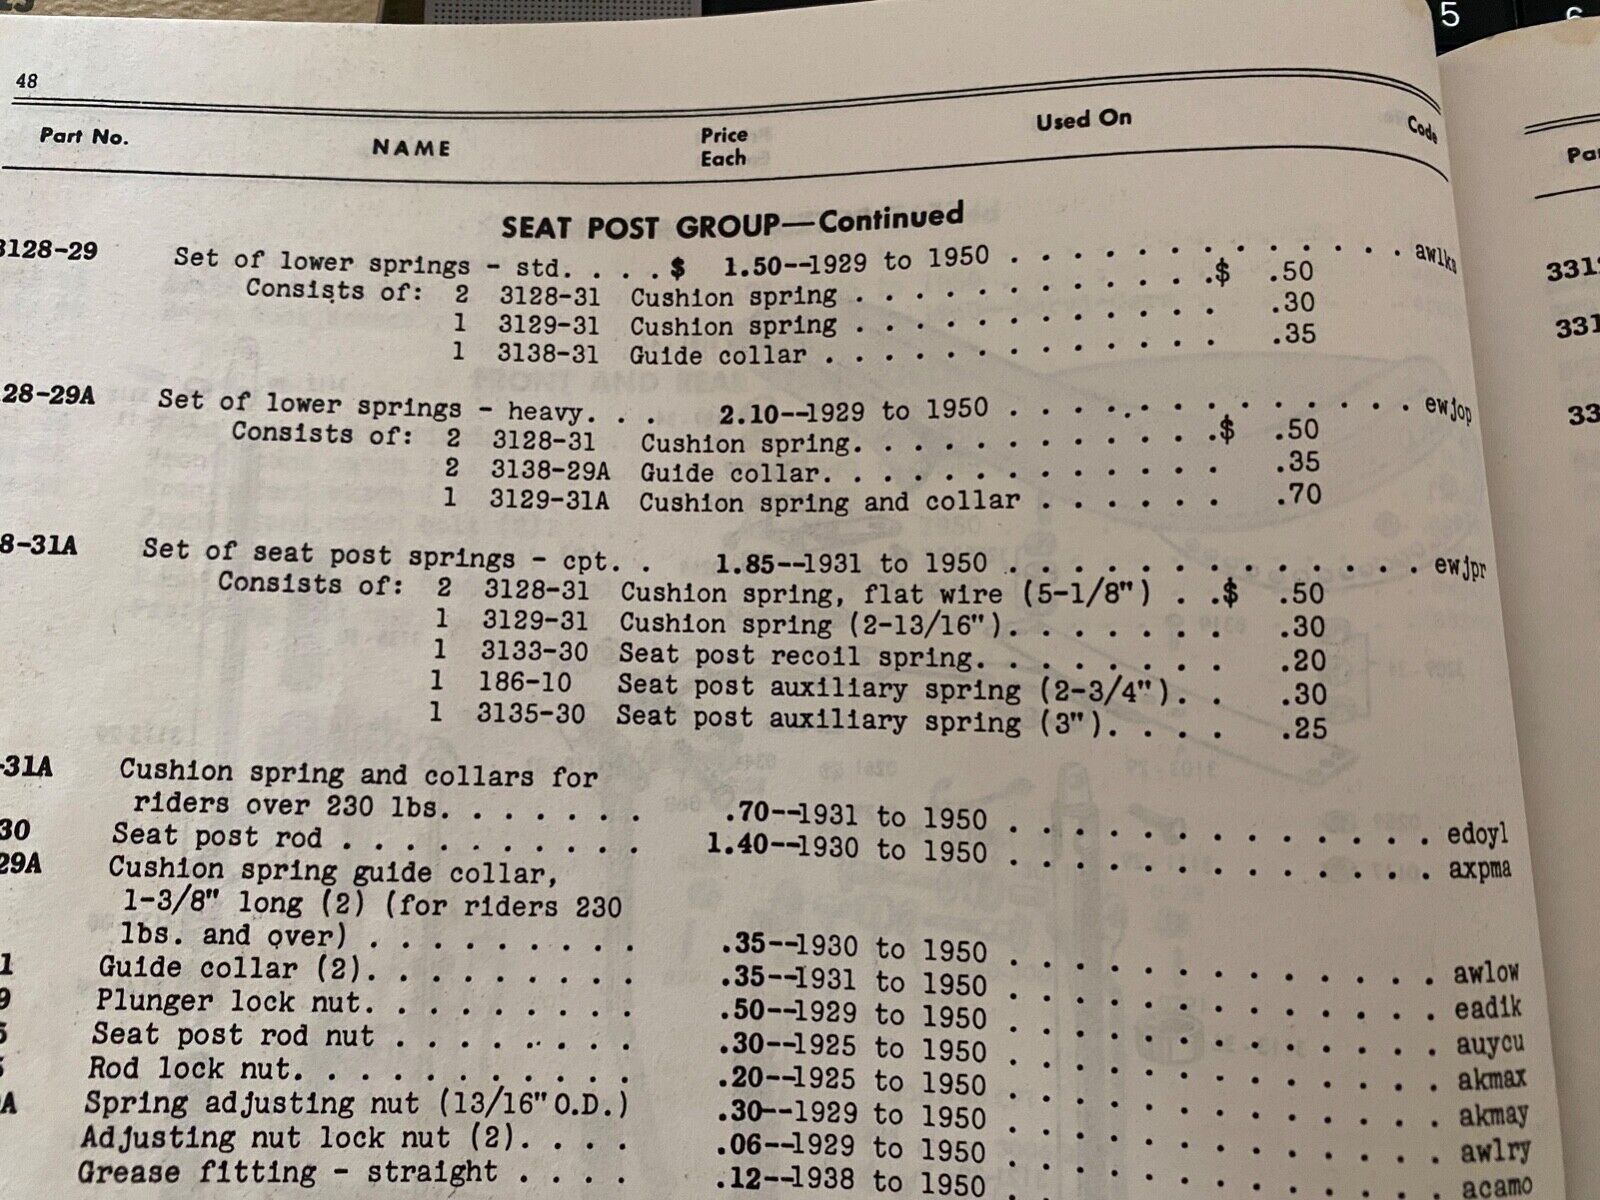 5
48
Part No. NAME Price Each Used On Code
SEAT POST GROUP—Continued
3128-29 Set of lower springs - std. . . . . $ 1.50--1929 to 1950 . . . . . . . . . . . . awlks
Consists of: 2 3128-31 Cushion spring . . . . . . . . . . . .$ .50
1 3129-31 Cushion spring . . . . . . . . . . . .30
1 3138-31 Guide collar . . . . . . . . . . . . .35
28-29A Set of lower springs - heavy. . . 2.10--1929 to 1950 . . . . . . . . . . . . . ewjop
Consists of: 2 3128-31 Cushion spring. . . . . . . . . . . .$ .50
2 3138-29A Guide collar. . . . . . . . . . . . .35
1 3129-31A Cushion spring and collar . . . . . . .70
8-31A Set of seat post springs - cpt. . 1.85--1931 to 1950 . . . . . . . . . . . . . ewjpr
Consists of: 2 3128-31 Cushion spring, flat wire (5-1/8") . .$ .50
1 3129-31 Cushion spring (2-13/16"). . . . . . . .30
1 3133-30 Seat post recoil spring. . . . . . . . .20
1 186-10 Seat post auxiliary spring (2-3/4"). . .30
1 3135-30 Seat post auxiliary spring (3"). . . . .25
-31A Cushion spring and collars for
riders over 230 lbs. . . . . . . .70--1931 to 1950 . . . . . . . . . . . . . edoyl
30 Seat post rod . . . . . . . . . . 1.40--1930 to 1950 . . . . . . . . . . . . . axpma
29A Cushion spring guide collar,
1-3/8" long (2) (for riders 230
lbs. and over) . . . . . . . . . .35--1930 to 1950 . . . . . . . . . . . . . awlow
1 Guide collar (2). . . . . . . . . .35--1931 to 1950 . . . . . . . . . . . . . eadik
9 Plunger lock nut. . . . . . . . . .50--1929 to 1950 . . . . . . . . . . . . . auycu
5 Seat post rod nut . . . . . . . . .30--1925 to 1950 . . . . . . . . . . . . . akmax
Rod lock nut. . . . . . . . . . . .20--1925 to 1950 . . . . . . . . . . . . . akmay
A Spring adjusting nut (13/16" O.D.) .30--1929 to 1950 . . . . . . . . . . . . . awlry
Adjusting nut lock nut (2). . . . .06--1929 to 1950 . . . . . . . . . . . . . acamo
Grease fitting - straight . . . . .12--1938 to 1950
Par
331
331
33